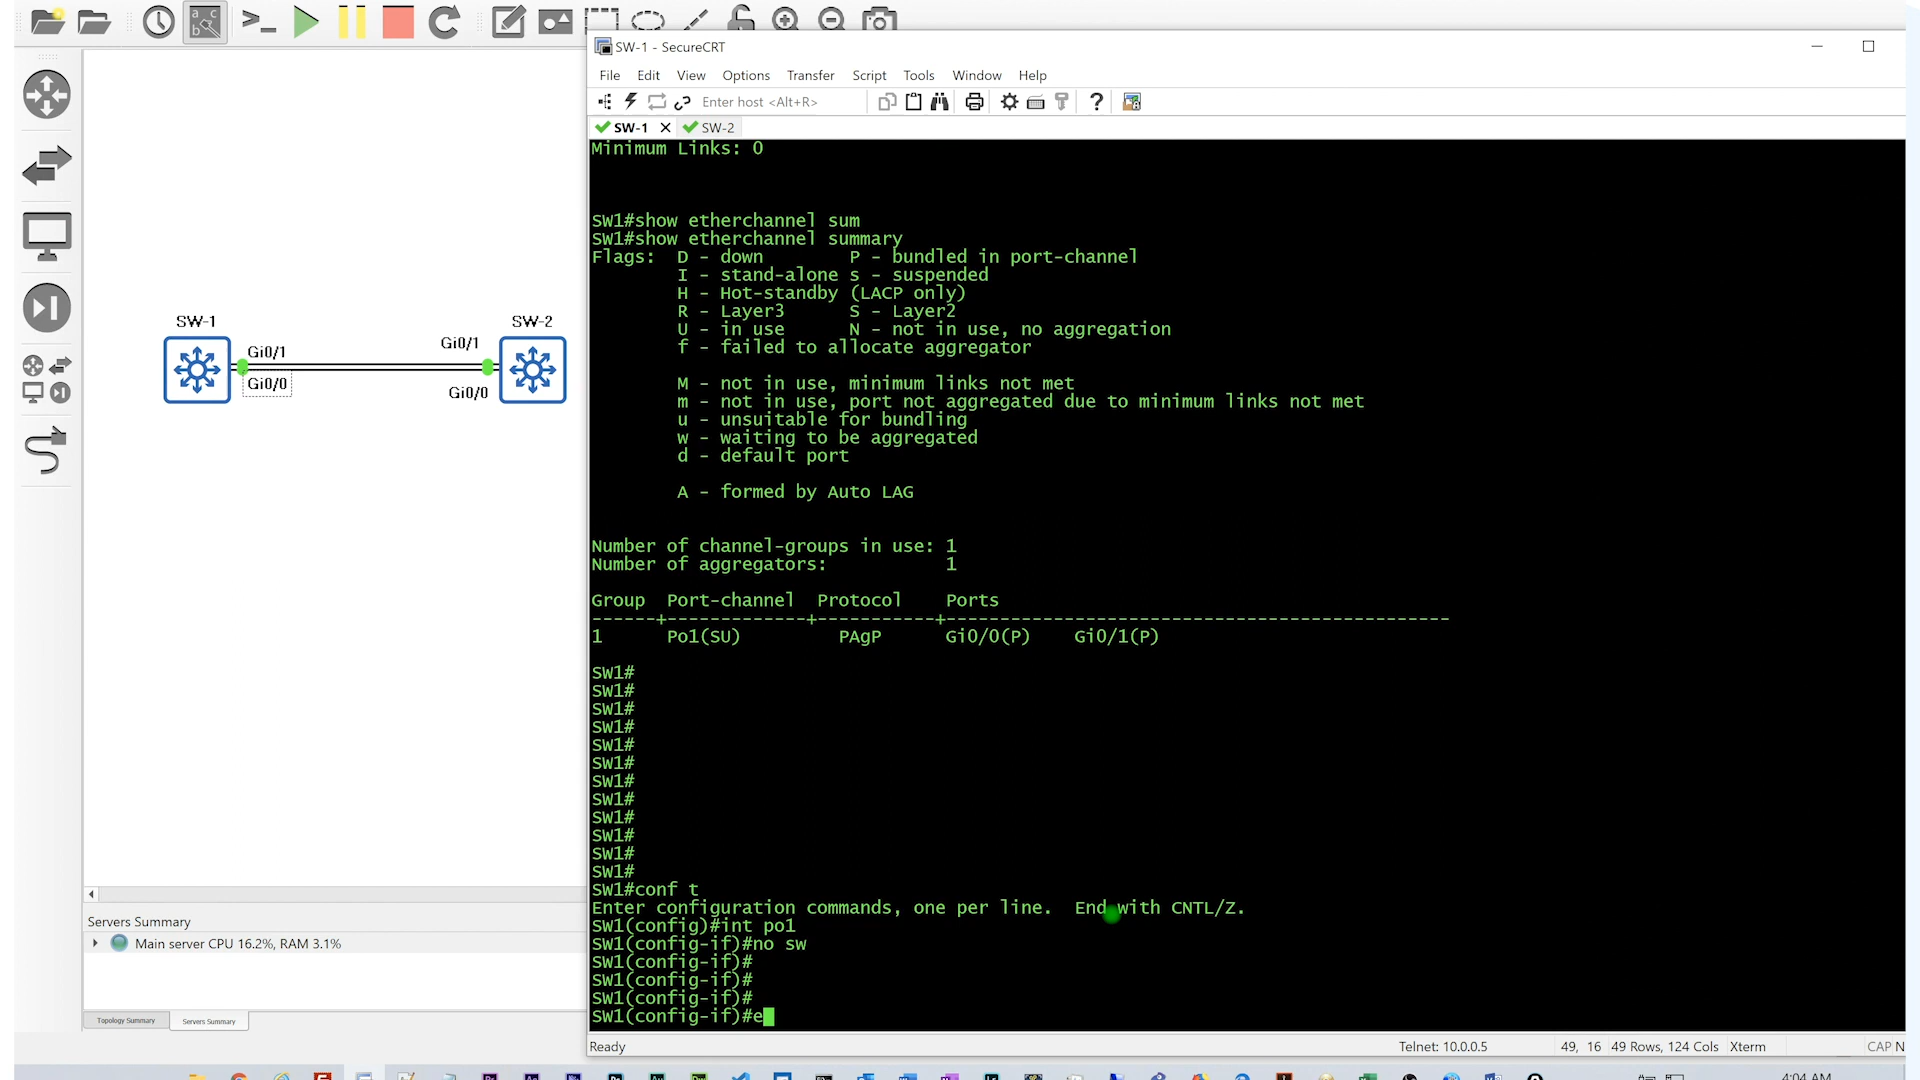 SW-1 - SecureCRT
File Edit View Options Transfer Script Tools Window Help
Enter host <Alt+R>
SW-1 SW-2
Minimum Links: 0
SW1#show etherchannel sum
SW1#show etherchannel summary
Flags:  D - down        P - bundled in port-channel
        I - stand-alone s - suspended
        H - Hot-standby (LACP only)
        R - Layer3      S - Layer2
        U - in use      N - not in use, no aggregation
        f - failed to allocate aggregator
        M - not in use, minimum links not met
        m - not in use, port not aggregated due to minimum links not met
        u - unsuitable for bundling
        w - waiting to be aggregated
        d - default port
        A - formed by Auto LAG
Number of channel-groups in use: 1
Number of aggregators:           1
Group  Port-channel  Protocol    Ports
------+-------------+-----------+-----------------------------------------------
1      Po1(SU)         PAgP      Gi0/0(P)    Gi0/1(P)
SW1#
SW1#
SW1#
SW1#
SW1#
SW1#
SW1#
SW1#
SW1#
SW1#
SW1#
SW1#
SW1#conf t
Enter configuration commands, one per line.  End with CNTL/Z.
SW1(config)#int po1
SW1(config-if)#no sw
SW1(config-if)#
SW1(config-if)#
SW1(config-if)#
SW1(config-if)#e
Ready Telnet: 10.0.0.5 49, 16 49 Rows, 124 Cols Xterm CAP N
SW-1 SW-2
Gi0/1 Gi0/1
Gi0/0 Gi0/0
Servers Summary
Main server CPU 16.2%, RAM 3.1%
Topology Summary Servers Summary
4:04 AM